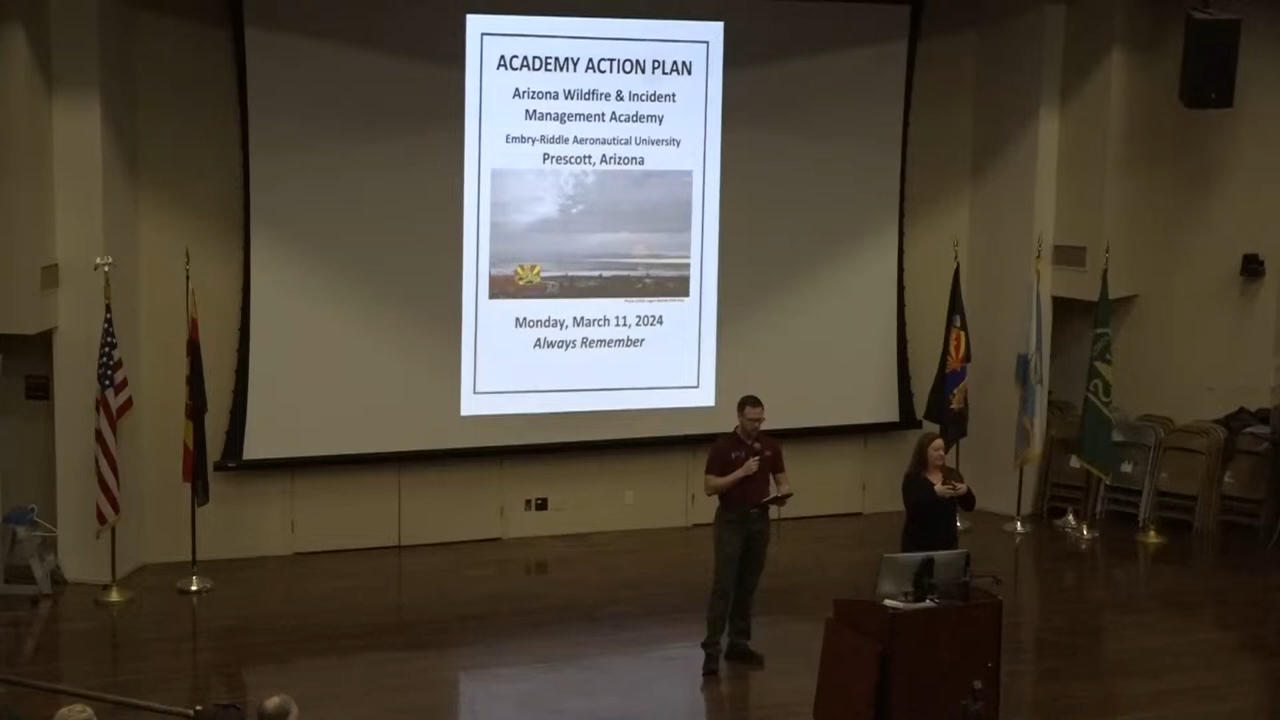 ACADEMY ACTION PLAN
Arizona Wildfire & Incident
Management Academy
Embry-Riddle Aeronautical University
Prescott, Arizona
Monday, March 11, 2024
Always Remember